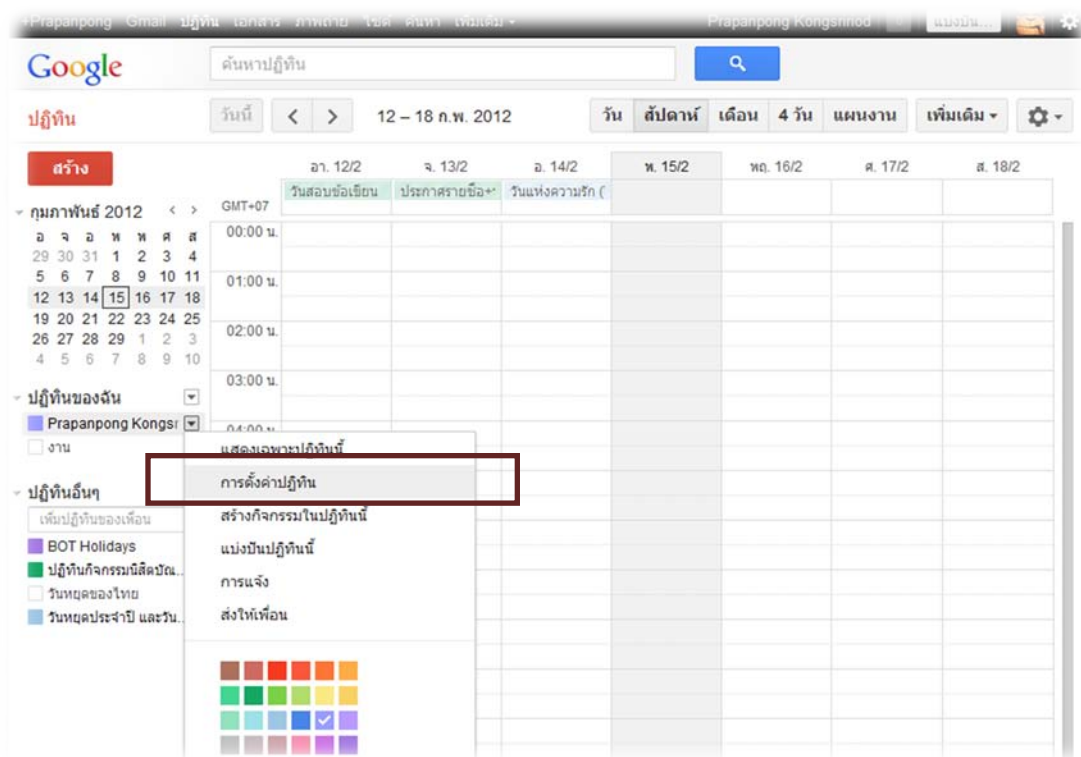 +Prapanpong Gmail ปฏิทิน เอกสาร ภาพถ่าย ไซต์ ค้นหา เพิ่มเติม
Google ค้นหาปฏิทิน
ปฏิทิน วันนี้ < > 12 – 18 ก.พ. 2012 วัน สัปดาห์ เดือน 4 วัน แผนงาน เพิ่มเติม
สร้าง
อา. 12/2 จ. 13/2 อ. 14/2 พ. 15/2 พฤ. 16/2 ศ. 17/2 ส. 18/2
GMT+07 วันสอบข้อเขียน ประกาศรายชื่อ วันแห่งความรัก (
กุมภาพันธ์ 2012 < >
อ จ อ พ พ ศ ส
29 30 31 1 2 3 4
5 6 7 8 9 10 11
12 13 14 15 16 17 18
19 20 21 22 23 24 25
26 27 28 29 1 2 3
4 5 6 7 8 9 10
00:00 น.
01:00 น.
02:00 น.
03:00 น.
04:00 น.
ปฏิทินของฉัน
Prapanpong Kongsr
งาน
ปฏิทินอื่นๆ
เพิ่มปฏิทินของเพื่อน
BOT Holidays
ปฏิทินกิจกรรมนิสิตบัณ..
วันหยุดของไทย
วันหยุดประจำปี และวัน..
แสดงเฉพาะปฏิทินนี้
การตั้งค่าปฏิทิน
สร้างกิจกรรมในปฏิทินนี้
แบ่งปันปฏิทินนี้
การแจ้ง
ส่งให้เพื่อน